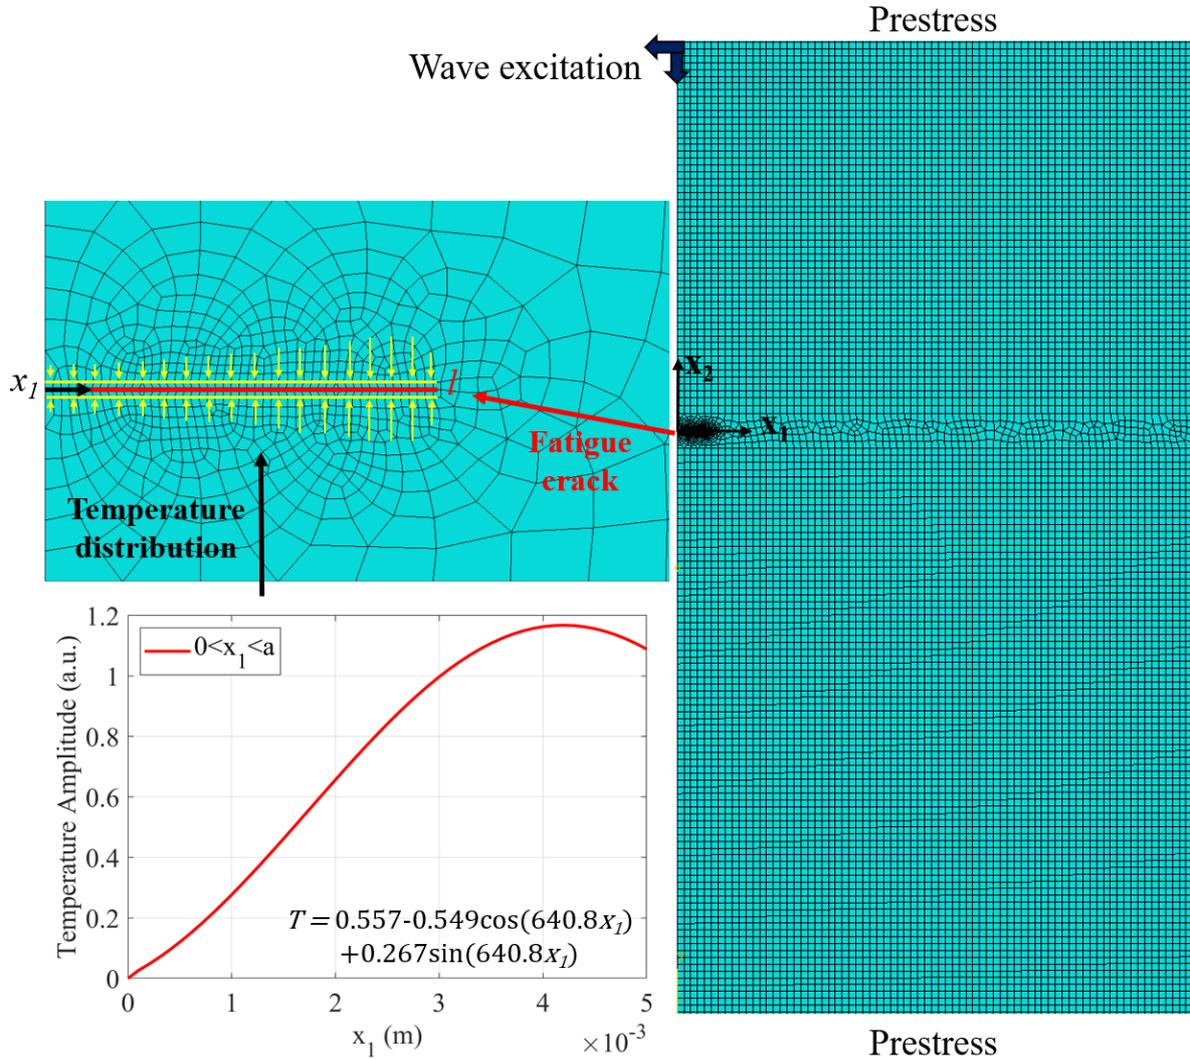 Prestress
Wave excitation
x₂
x₁
x₁
l
Fatigue
crack
Temperature
distribution
1.2
1
0.8
0.6
0.4
0.2
0
Temperature Amplitude (a.u.)
0<x₁<a
T = 0.557-0.549cos(640.8x₁)
+0.267sin(640.8x₁)
0 1 2 3 4 5
x₁ (m)
×10⁻³
Prestress